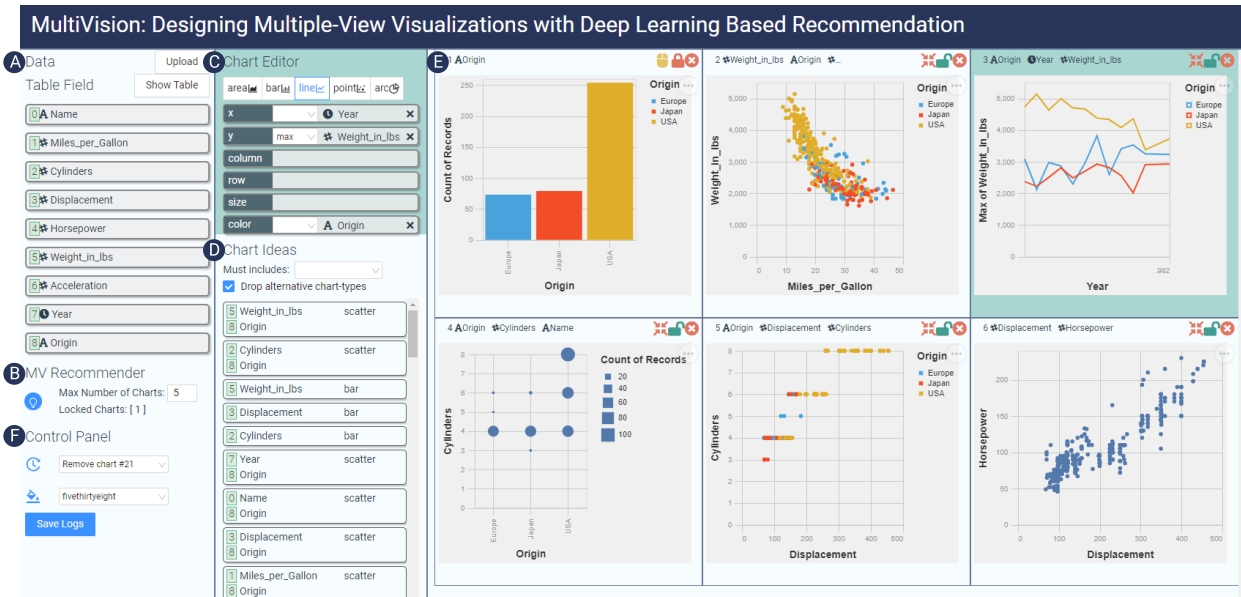 MultiVision: Designing Multiple-View Visualizations with Deep Learning Based Recommendation
A Data
Upload
Table Field
Show Table
0 A Name
1 Miles_per_Gallon
2 Cylinders
3 Displacement
4 Horsepower
5 Weight_in_lbs
6 Acceleration
7 Year
8 A Origin
B MV Recommender
Max Number of Charts: 5
Locked Charts: [ 1 ]
F Control Panel
Remove chart #21
fivethirtyeight
Save Logs
C Chart Editor
area bar line point arc
x Year
y max Weight_in_lbs
column
row
size
color A Origin
D Chart Ideas
Must includes:
Drop alternative chart-types
5 Weight_in_lbs scatter
8 Origin
2 Cylinders scatter
8 Origin
5 Weight_in_lbs bar
3 Displacement bar
2 Cylinders bar
7 Year scatter
8 Origin
0 Name scatter
8 Origin
3 Displacement scatter
8 Origin
1 Miles_per_Gallon scatter
8 Origin
E
1 A Origin
Origin
Europe
Japan
USA
250
200
150
100
50
0
Count of Records
Europe
Japan
USA
Origin
2 Weight_in_lbs A Origin ...
Origin
Europe
Japan
USA
5,000
4,000
3,000
2,000
1,000
0
Weight_in_lbs
0 10 20 30 40 50
Miles_per_Gallon
3 A Origin Year Weight_in_lbs
Origin
Europe
Japan
USA
5,000
4,000
3,000
2,000
1,000
0
Max of Weight_in_lbs
.982
Year
4 A Origin Cylinders A Name
Count of Records
20
40
60
80
100
8
6
5
4
3
2
1
0
Cylinders
Europe
Japan
USA
Origin
5 A Origin Displacement Cylinders
Origin
Europe
Japan
USA
8
7
6
5
4
3
2
1
0
Cylinders
0 100 200 300 400 500
Displacement
6 Displacement Horsepower
200
150
100
50
0
Horsepower
0 100 200 300 400 500
Displacement